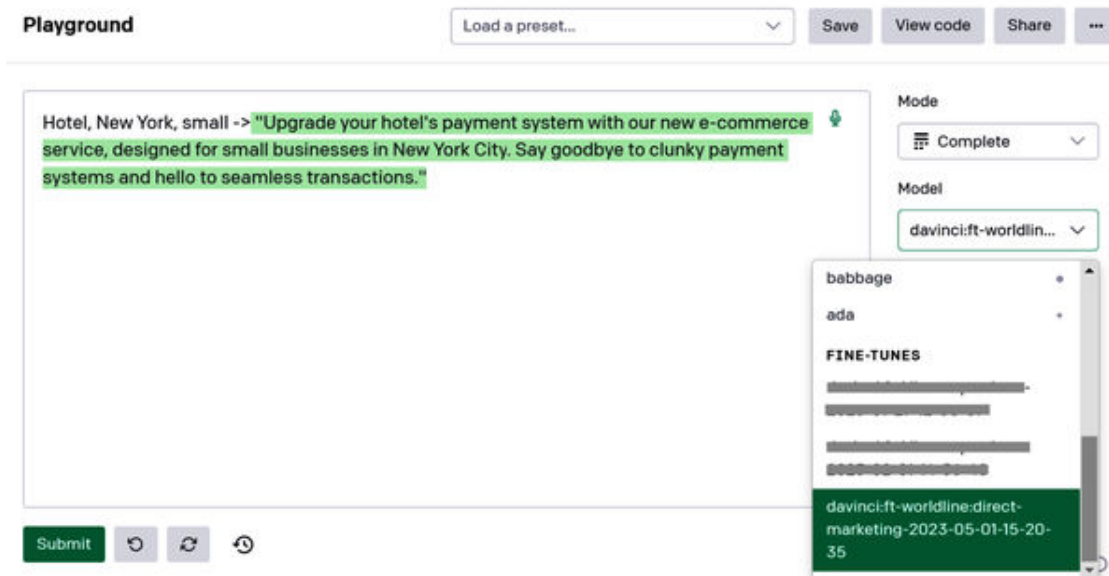 Playground
Load a preset...
Save
View code
Share
Hotel, New York, small -> "Upgrade your hotel's payment system with our new e-commerce
service, designed for small businesses in New York City. Say goodbye to clunky payment
systems and hello to seamless transactions."
Mode
Complete
Model
davinci:ft-worldlin...
babbage
ada
FINE-TUNES
davinci:ft-worldline:direct-
marketing-2023-05-01-15-20-
35
Submit